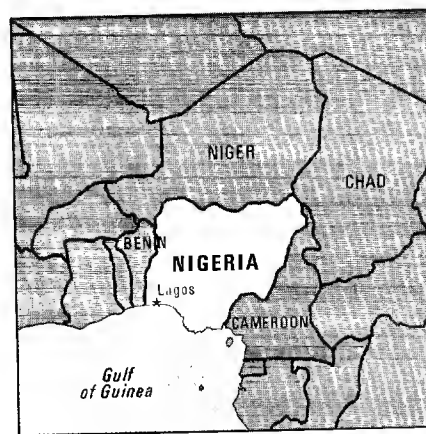 NIGER
CHAD
BENIN
NIGERIA
Lagos
CAMEROON
Gulf
of Guinea